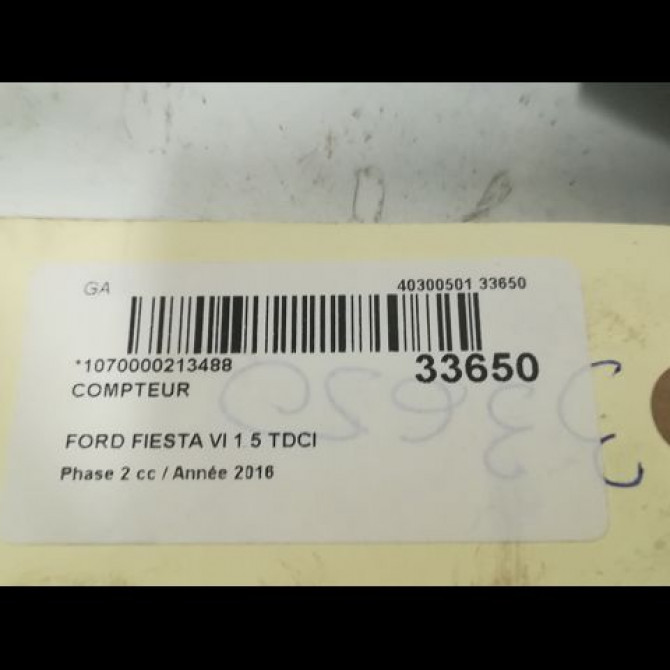 GA
40300501 33650
*1070000213488
33650
COMPTEUR
FORD FIESTA VI 1 5 TDCI
Phase 2 cc / Année 2016